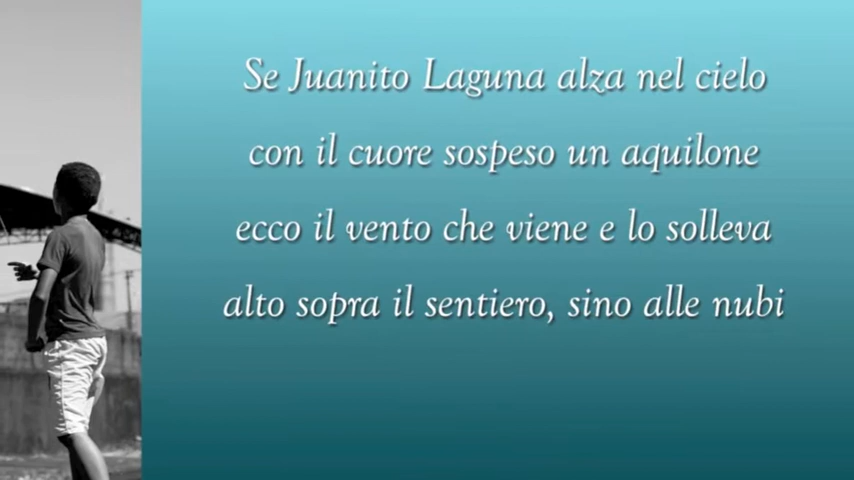 Se Juanito Laguna alza nel cielo
con il cuore sospeso un aquilone
ecco il vento che viene e lo solleva
alto sopra il sentiero, sino alle nubi